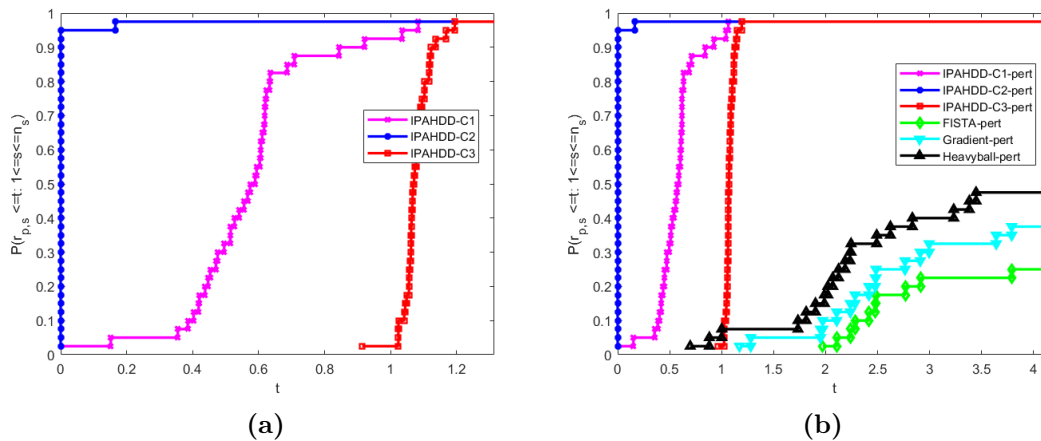 1
0.9
0.8
0.7
0.6
0.5
0.4
0.3
0.2
0.1
0
P(r_{p,s} <=t: 1<=s<=n_s)
0 0.2 0.4 0.6 0.8 1 1.2
t
IPAHDD-C1
IPAHDD-C2
IPAHDD-C3
(a)
1
0.9
0.8
0.7
0.6
0.5
0.4
0.3
0.2
0.1
0
P(r_{p,s} <=t: 1<=s<=n_s)
0 0.5 1 1.5 2 2.5 3 3.5 4
t
IPAHDD-C1-pert
IPAHDD-C2-pert
IPAHDD-C3-pert
FISTA-pert
Gradient-pert
Heavyball-pert
(b)